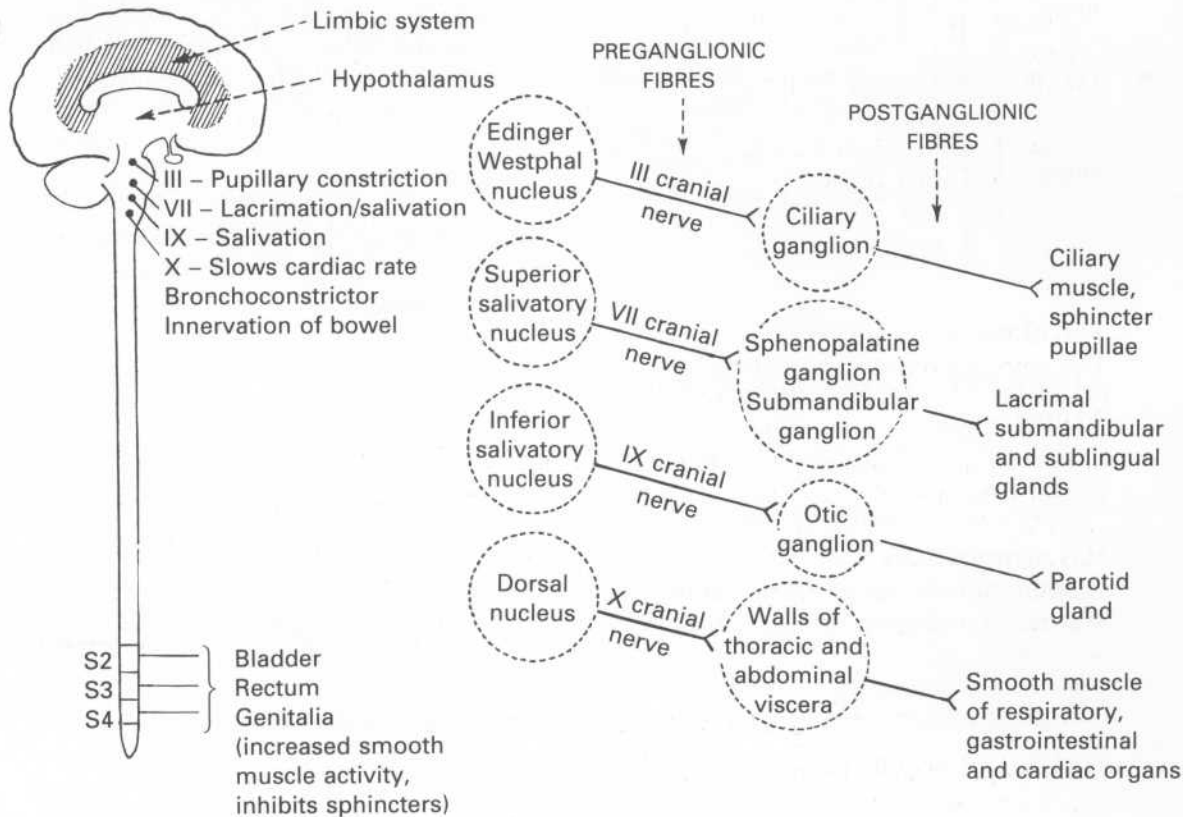 Limbic system
Hypothalamus
III – Pupillary constriction
VII – Lacrimation/salivation
IX – Salivation
X – Slows cardiac rate
Bronchoconstrictor
Innervation of bowel
S2
S3
S4
Bladder
Rectum
Genitalia
(increased smooth
muscle activity,
inhibits sphincters)
PREGANGLIONIC
FIBRES
POSTGANGLIONIC
FIBRES
Edinger
Westphal
nucleus
III cranial
nerve
Ciliary
ganglion
Ciliary
muscle,
sphincter
pupillae
Superior
salivatory
nucleus
VII cranial
nerve
Sphenopalatine
ganglion
Submandibular
ganglion
Lacrimal
submandibular
and sublingual
glands
Inferior
salivatory
nucleus
IX cranial
nerve
Otic
ganglion
Parotid
gland
Dorsal
nucleus
X cranial
nerve
Walls of
thoracic and
abdominal
viscera
Smooth muscle
of respiratory,
gastrointestinal
and cardiac organs